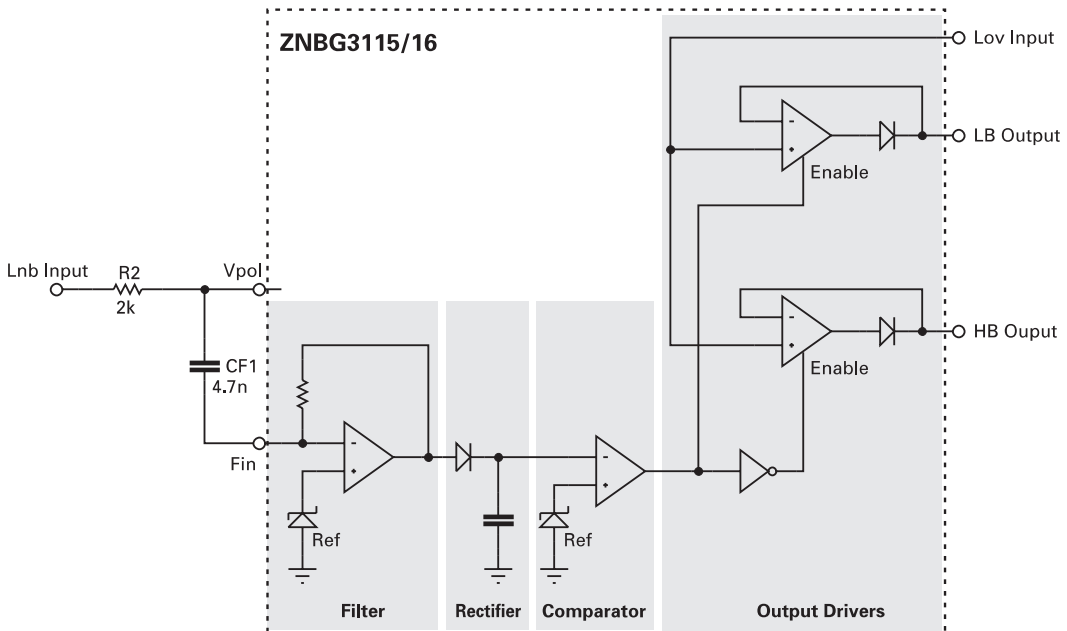 ZNBG3115/16
Lov Input
LB Output
Enable
Lnb Input
R2
2k
Vpol
HB Ouput
Enable
CF1
4.7n
Fin
-
+
-
+
-
+
-
+
Ref
Ref
Filter
Rectifier
Comparator
Output Drivers